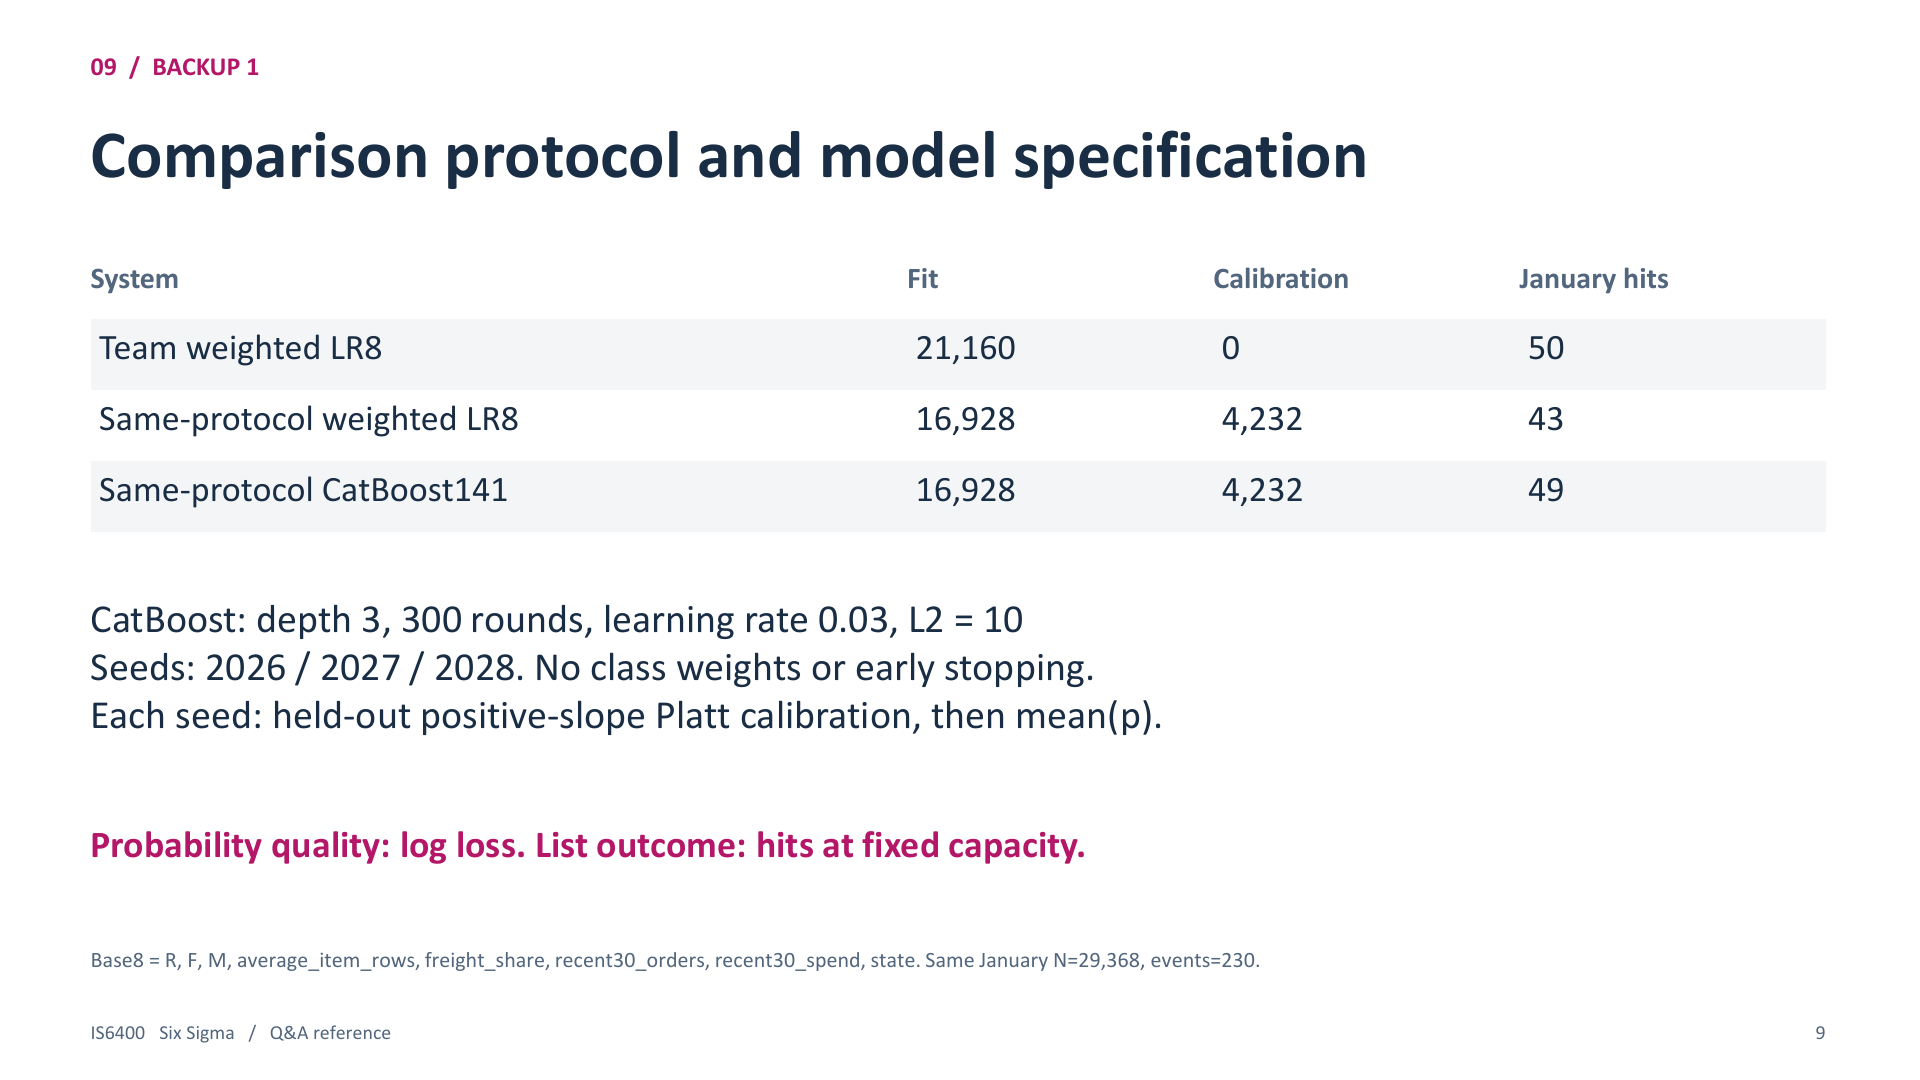 09 / BACKUP 1
Comparison protocol and model specification
System Fit Calibration January hits
Team weighted LR8 21,160 0 50
Same-protocol weighted LR8 16,928 4,232 43
Same-protocol CatBoost141 16,928 4,232 49
CatBoost: depth 3, 300 rounds, learning rate 0.03, L2 = 10
Seeds: 2026 / 2027 / 2028. No class weights or early stopping.
Each seed: held-out positive-slope Platt calibration, then mean(p).
Probability quality: log loss. List outcome: hits at fixed capacity.
Base8 = R, F, M, average_item_rows, freight_share, recent30_orders, recent30_spend, state. Same January N=29,368, events=230.
IS6400 Six Sigma / Q&A reference 9